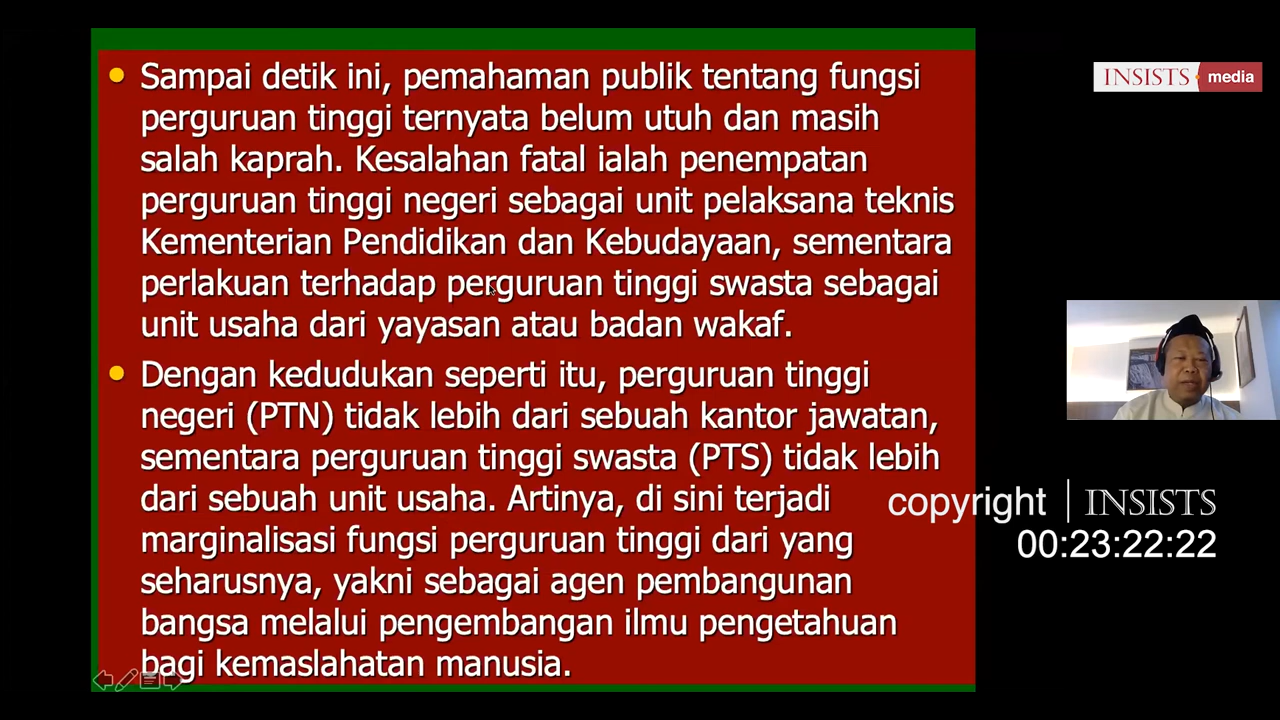 Sampai detik ini, pemahaman publik tentang fungsi
perguruan tinggi ternyata belum utuh dan masih
salah kaprah. Kesalahan fatal ialah penempatan
perguruan tinggi negeri sebagai unit pelaksana teknis
Kementerian Pendidikan dan Kebudayaan, sementara
perlakuan terhadap perguruan tinggi swasta sebagai
unit usaha dari yayasan atau badan wakaf.
Dengan kedudukan seperti itu, perguruan tinggi
negeri (PTN) tidak lebih dari sebuah kantor jawatan,
sementara perguruan tinggi swasta (PTS) tidak lebih
dari sebuah unit usaha. Artinya, di sini terjadi
marginalisasi fungsi perguruan tinggi dari yang
seharusnya, yakni sebagai agen pembangunan
bangsa melalui pengembangan ilmu pengetahuan
bagi kemaslahatan manusia.
INSISTS media
copyright | INSISTS
00:23:22:22